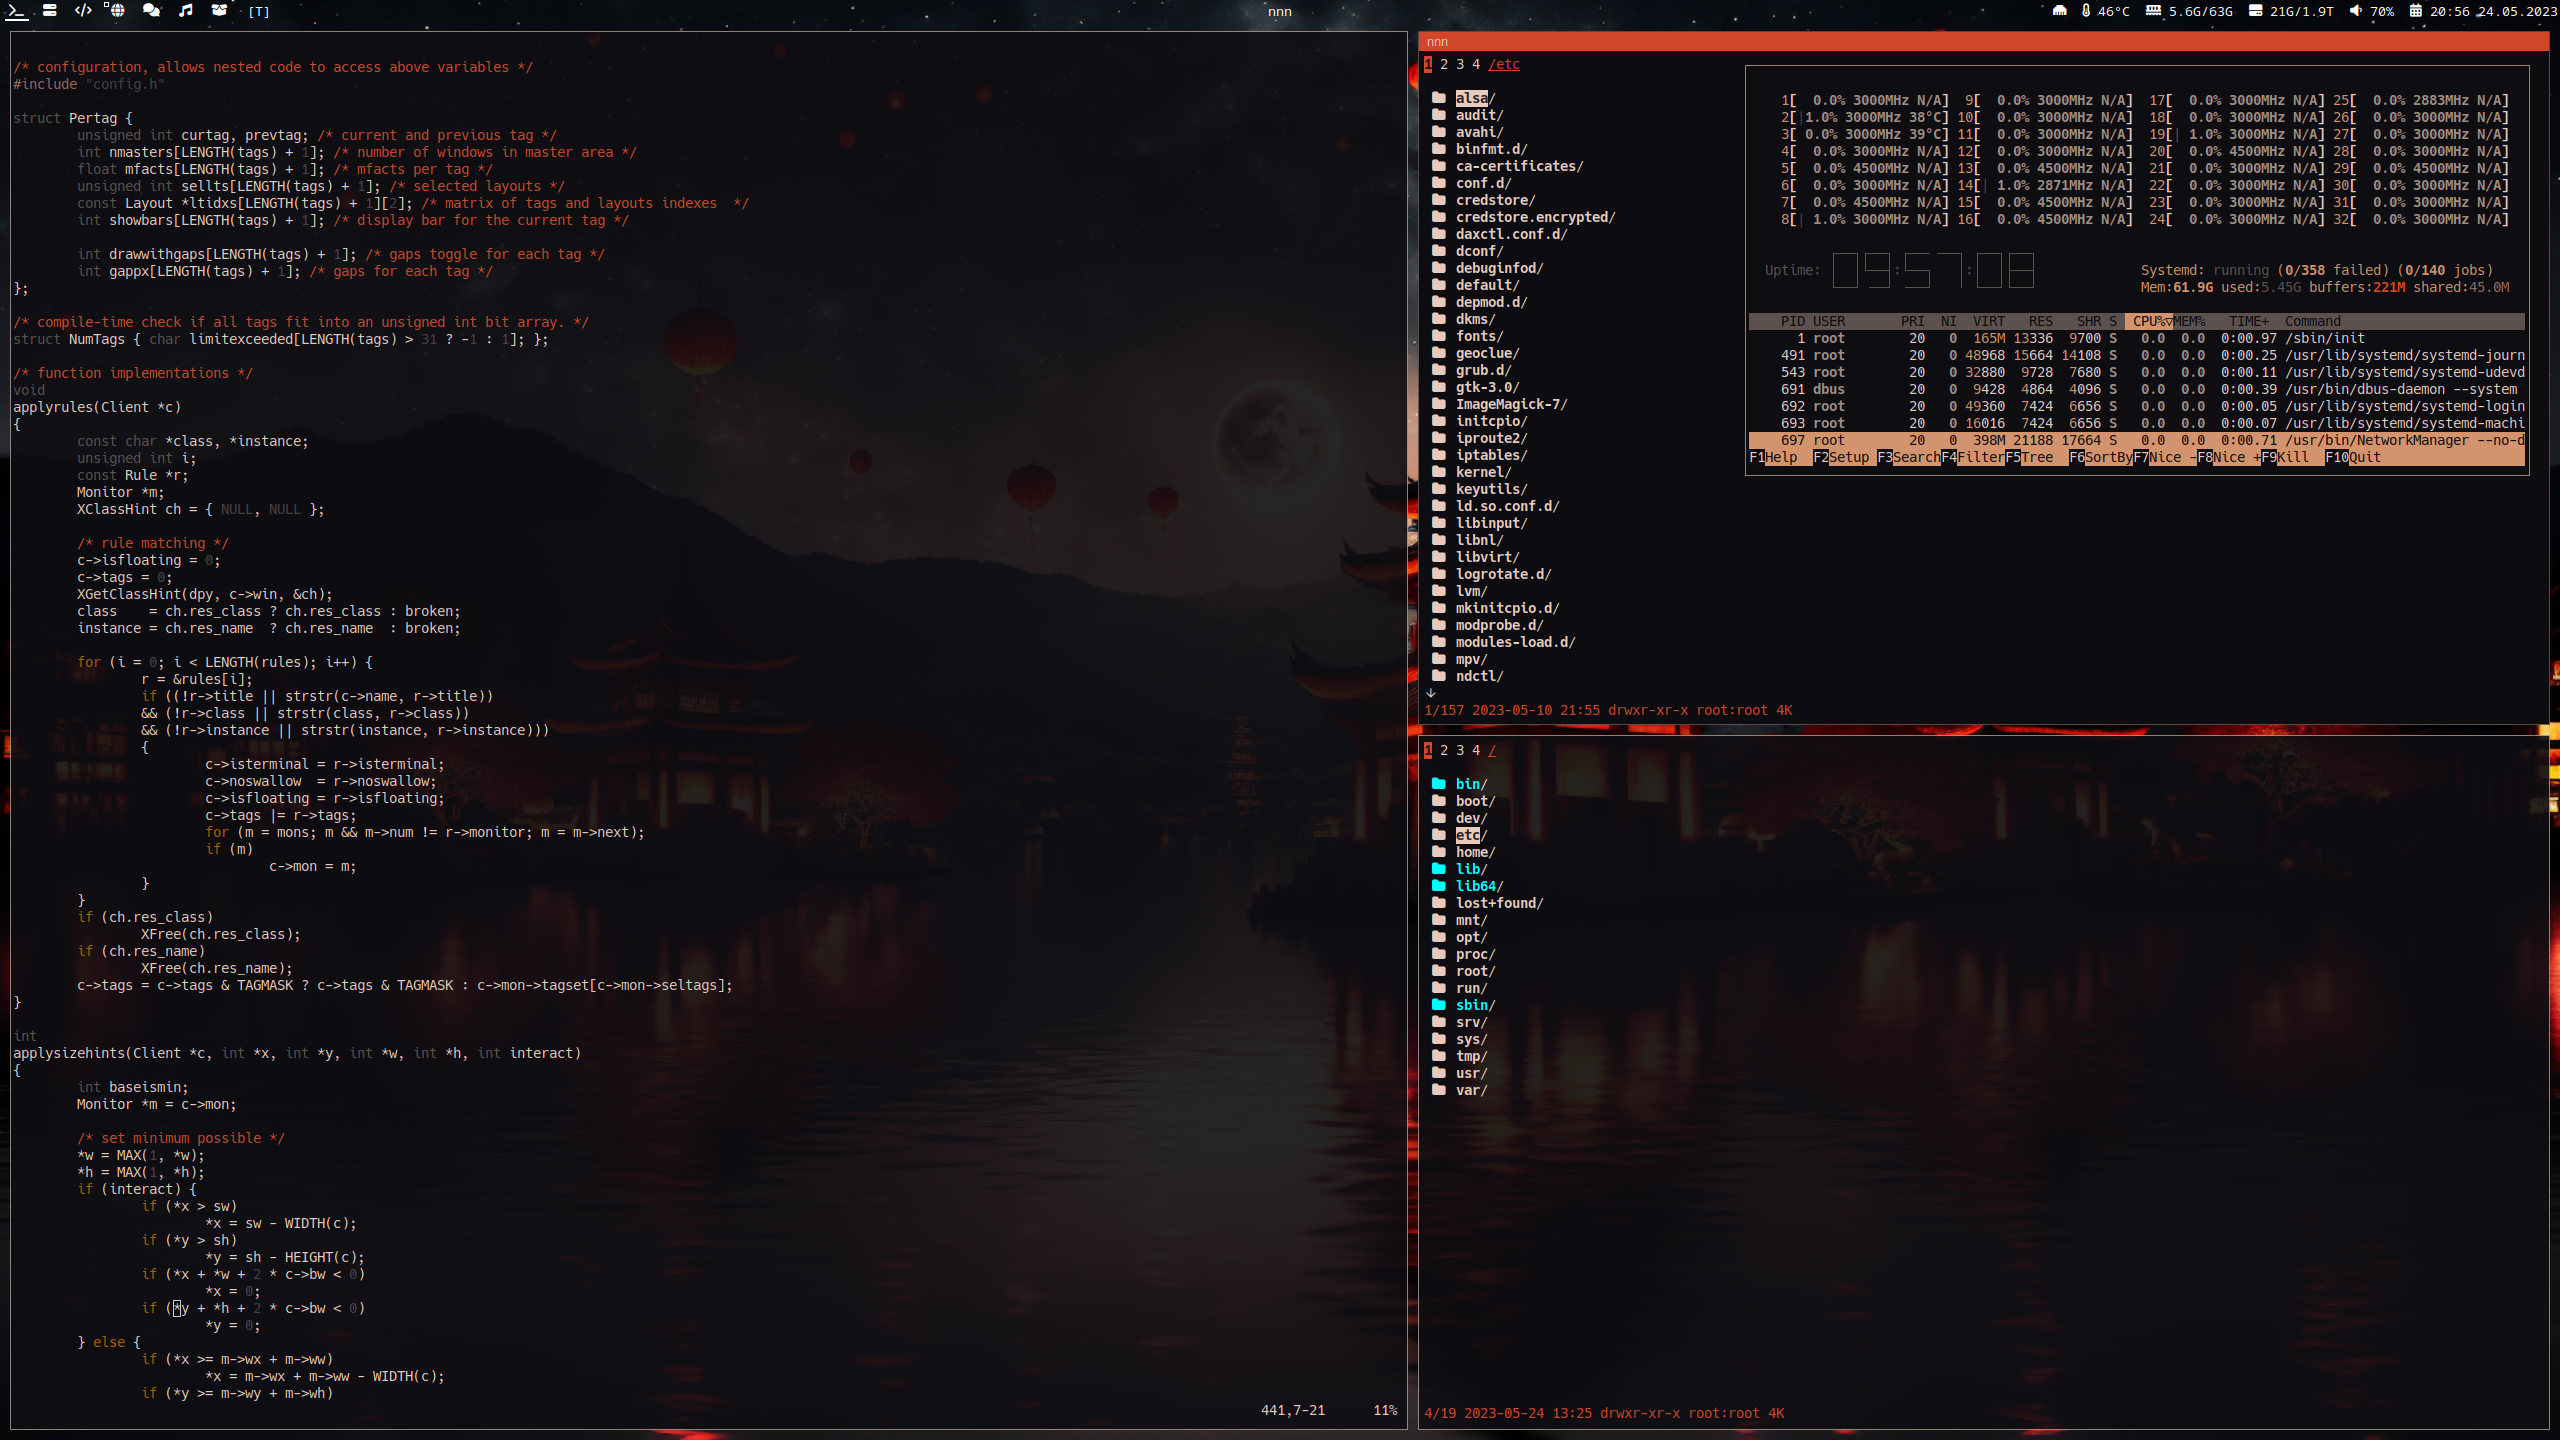 [T]
nnn
46°C 5.6G/63G 21G/1.9T 70% 20:56 24.05.2023
/* configuration, allows nested code to access above variables */
#include "config.h"
struct Pertag {
unsigned int curtag, prevtag; /* current and previous tag */
int nmasters[LENGTH(tags) + 1]; /* number of windows in master area */
float mfacts[LENGTH(tags) + 1]; /* mfacts per tag */
unsigned int sellts[LENGTH(tags) + 1]; /* selected layouts */
const Layout *ltidxs[LENGTH(tags) + 1][2]; /* matrix of tags and layouts indexes  */
int showbars[LENGTH(tags) + 1]; /* display bar for the current tag */
int drawwithgaps[LENGTH(tags) + 1]; /* gaps toggle for each tag */
int gappx[LENGTH(tags) + 1]; /* gaps for each tag */
};
/* compile-time check if all tags fit into an unsigned int bit array. */
struct NumTags { char limitexceeded[LENGTH(tags) > 31 ? -1 : 1]; };
/* function implementations */
void
applyrules(Client *c)
{
const char *class, *instance;
unsigned int i;
const Rule *r;
Monitor *m;
XClassHint ch = { NULL, NULL };
/* rule matching */
c->isfloating = 0;
c->tags = 0;
XGetClassHint(dpy, c->win, &ch);
class    = ch.res_class ? ch.res_class : broken;
instance = ch.res_name  ? ch.res_name  : broken;
for (i = 0; i < LENGTH(rules); i++) {
r = &rules[i];
if ((!r->title || strstr(c->name, r->title))
&& (!r->class || strstr(class, r->class))
&& (!r->instance || strstr(instance, r->instance)))
{
c->isterminal = r->isterminal;
c->noswallow  = r->noswallow;
c->isfloating = r->isfloating;
c->tags |= r->tags;
for (m = mons; m && m->num != r->monitor; m = m->next);
if (m)
c->mon = m;
}
}
if (ch.res_class)
XFree(ch.res_class);
if (ch.res_name)
XFree(ch.res_name);
c->tags = c->tags & TAGMASK ? c->tags & TAGMASK : c->mon->tagset[c->mon->seltags];
}
int
applysizehints(Client *c, int *x, int *y, int *w, int *h, int interact)
{
int baseismin;
Monitor *m = c->mon;
/* set minimum possible */
*w = MAX(1, *w);
*h = MAX(1, *h);
if (interact) {
if (*x > sw)
*x = sw - WIDTH(c);
if (*y > sh)
*y = sh - HEIGHT(c);
if (*x + *w + 2 * c->bw < 0)
*x = 0;
if (*y + *h + 2 * c->bw < 0)
*y = 0;
} else {
if (*x >= m->wx + m->ww)
*x = m->wx + m->ww - WIDTH(c);
if (*y >= m->wy + m->wh)
441,7-21 11%
nnn
1 2 3 4 /etc
alsa/
audit/
avahi/
binfmt.d/
ca-certificates/
conf.d/
credstore/
credstore.encrypted/
daxctl.conf.d/
dconf/
debuginfod/
default/
depmod.d/
dkms/
fonts/
geoclue/
grub.d/
gtk-3.0/
ImageMagick-7/
initcpio/
iproute2/
iptables/
kernel/
keyutils/
ld.so.conf.d/
libinput/
libnl/
libvirt/
logrotate.d/
lvm/
mkinitcpio.d/
modprobe.d/
modules-load.d/
mpv/
ndctl/
1/157 2023-05-10 21:55 drwxr-xr-x root:root 4K
1[ 0.0% 3000MHz N/A] 9[ 0.0% 3000MHz N/A] 17[ 0.0% 3000MHz N/A] 25[ 0.0% 2883MHz N/A]
2[|1.0% 3000MHz 38°C] 10[ 0.0% 3000MHz N/A] 18[ 0.0% 3000MHz N/A] 26[ 0.0% 3000MHz N/A]
3[ 0.0% 3000MHz 39°C] 11[ 0.0% 3000MHz N/A] 19[| 1.0% 3000MHz N/A] 27[ 0.0% 3000MHz N/A]
4[ 0.0% 3000MHz N/A] 12[ 0.0% 3000MHz N/A] 20[ 0.0% 4500MHz N/A] 28[ 0.0% 3000MHz N/A]
5[ 0.0% 4500MHz N/A] 13[ 0.0% 4500MHz N/A] 21[ 0.0% 3000MHz N/A] 29[ 0.0% 4500MHz N/A]
6[ 0.0% 3000MHz N/A] 14[| 1.0% 2871MHz N/A] 22[ 0.0% 3000MHz N/A] 30[ 0.0% 3000MHz N/A]
7[ 0.0% 4500MHz N/A] 15[ 0.0% 4500MHz N/A] 23[ 0.0% 3000MHz N/A] 31[ 0.0% 3000MHz N/A]
8[| 1.0% 3000MHz N/A] 16[ 0.0% 4500MHz N/A] 24[ 0.0% 3000MHz N/A] 32[ 0.0% 3000MHz N/A]
Uptime: 09:57:08
Systemd: running (0/358 failed) (0/140 jobs)
Mem:61.9G used:5.45G buffers:221M shared:45.0M
PID USER PRI NI VIRT RES SHR S CPU%▽MEM% TIME+ Command
1 root 20 0 165M 13336 9700 S 0.0 0.0 0:00.97 /sbin/init
491 root 20 0 48968 15664 14108 S 0.0 0.0 0:00.25 /usr/lib/systemd/systemd-journ
543 root 20 0 32880 9728 7680 S 0.0 0.0 0:00.11 /usr/lib/systemd/systemd-udevd
691 dbus 20 0 9428 4864 4096 S 0.0 0.0 0:00.39 /usr/bin/dbus-daemon --system
692 root 20 0 49360 7424 6656 S 0.0 0.0 0:00.05 /usr/lib/systemd/systemd-login
693 root 20 0 16016 7424 6656 S 0.0 0.0 0:00.07 /usr/lib/systemd/systemd-machi
697 root 20 0 398M 21188 17664 S 0.0 0.0 0:00.71 /usr/bin/NetworkManager --no-d
F1Help F2Setup F3SearchF4FilterF5Tree F6SortByF7Nice -F8Nice +F9Kill F10Quit
1 2 3 4 /
bin/
boot/
dev/
etc/
home/
lib/
lib64/
lost+found/
mnt/
opt/
proc/
root/
run/
sbin/
srv/
sys/
tmp/
usr/
var/
4/19 2023-05-24 13:25 drwxr-xr-x root:root 4K